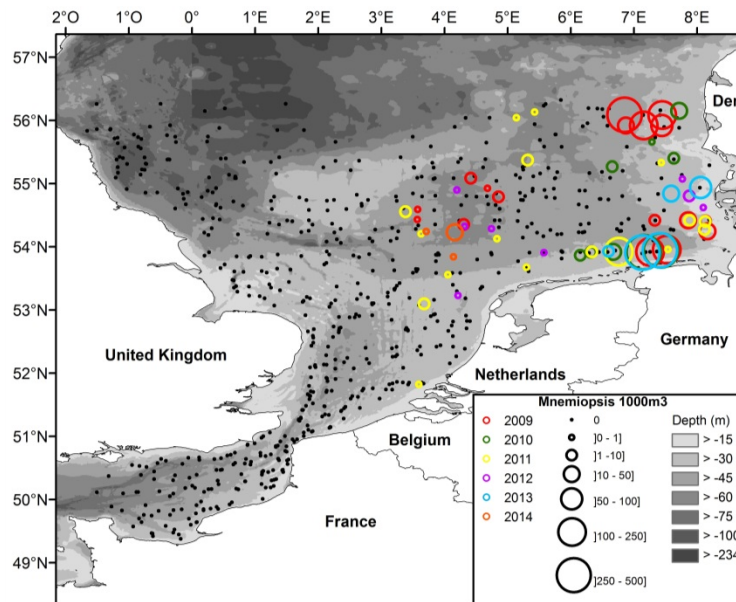 2°O 1°O 0° 1°E 2°E 3°E 4°E 5°E 6°E 7°E 8°E
57°N
56°N
55°N
54°N
53°N
52°N
51°N
50°N
49°N
Der
United Kingdom
Germany
Netherlands
Belgium
France
Mnemiopsis 1000m3
2009
2010
2011
2012
2013
2014
0
]0 - 1]
]1 -10]
]10 - 50]
]50 - 100]
]100 - 250]
]250 - 500]
Depth (m)
> -15
> -30
> -45
> -60
> -75
> -100
> -234